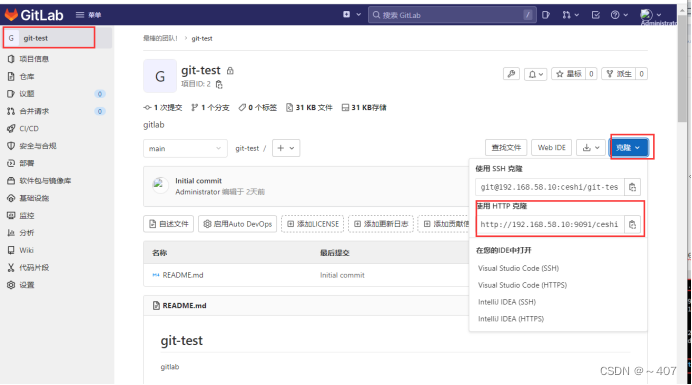 GitLab
菜单
搜索 GitLab
/
Administrator
G git-test
项目信息
仓库
议题 0
合并请求 0
CI/CD
安全与合规
部署
软件包与镜像库
基础设施
监控
分析
Wiki
代码片段
设置
git-test
G
git-test
项目ID: 2
星标 0
派生 0
1 次提交 1 个分支 0 个标签 31 KB 文件 31 KB存储
gitlab
main
git-test / +
查找文件
Web IDE
克隆
Initial commit
Administrator 编辑于 2天前
使用 SSH 克隆
git@192.168.58.10:ceshi/git-tes
使用 HTTP 克隆
http://192.168.58.10:9091/ceshi
在您的IDE中打开
Visual Studio Code (SSH)
Visual Studio Code (HTTPS)
IntelliJ IDEA (SSH)
IntelliJ IDEA (HTTPS)
自述文件
启用Auto DevOps
添加LICENSE
添加更新日志
添加贡献信
名称 最后提交
README.md Initial commit
README.md
git-test
gitlab
CSDN @～407